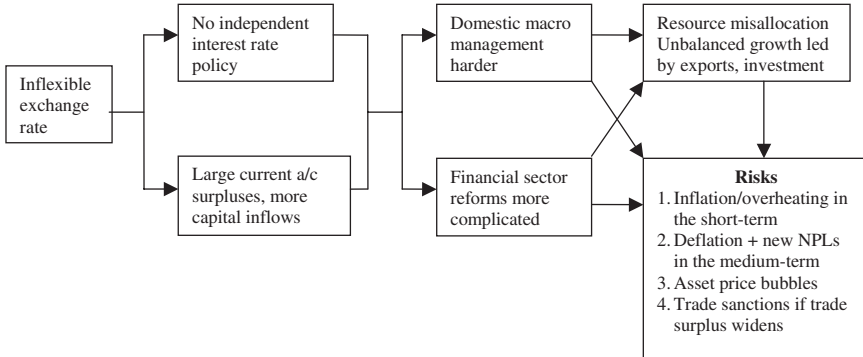 Inflexible
exchange
rate
No independent
interest rate
policy
Large current a/c
surpluses, more
capital inflows
Domestic macro
management
harder
Financial sector
reforms more
complicated
Resource misallocation
Unbalanced growth led
by exports, investment
Risks
1. Inflation/overheating in
the short-term
2. Deflation + new NPLs
in the medium-term
3. Asset price bubbles
4. Trade sanctions if trade
surplus widens